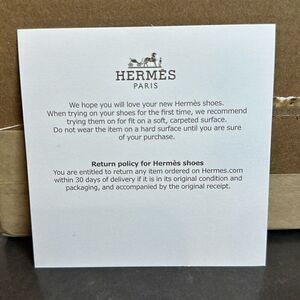 HERMÈS
PARIS
We hope you will love your new Hermès shoes.
When trying on your shoes for the first time, we recommend
trying them on for fit on a soft, carpeted surface.
Do not wear the item on a hard surface until you are sure
of your purchase.
Return policy for Hermès shoes
You are entitled to return any item ordered on Hermes.com
within 30 days of delivery if it is in its original condition and
packaging, and accompanied by the original receipt.